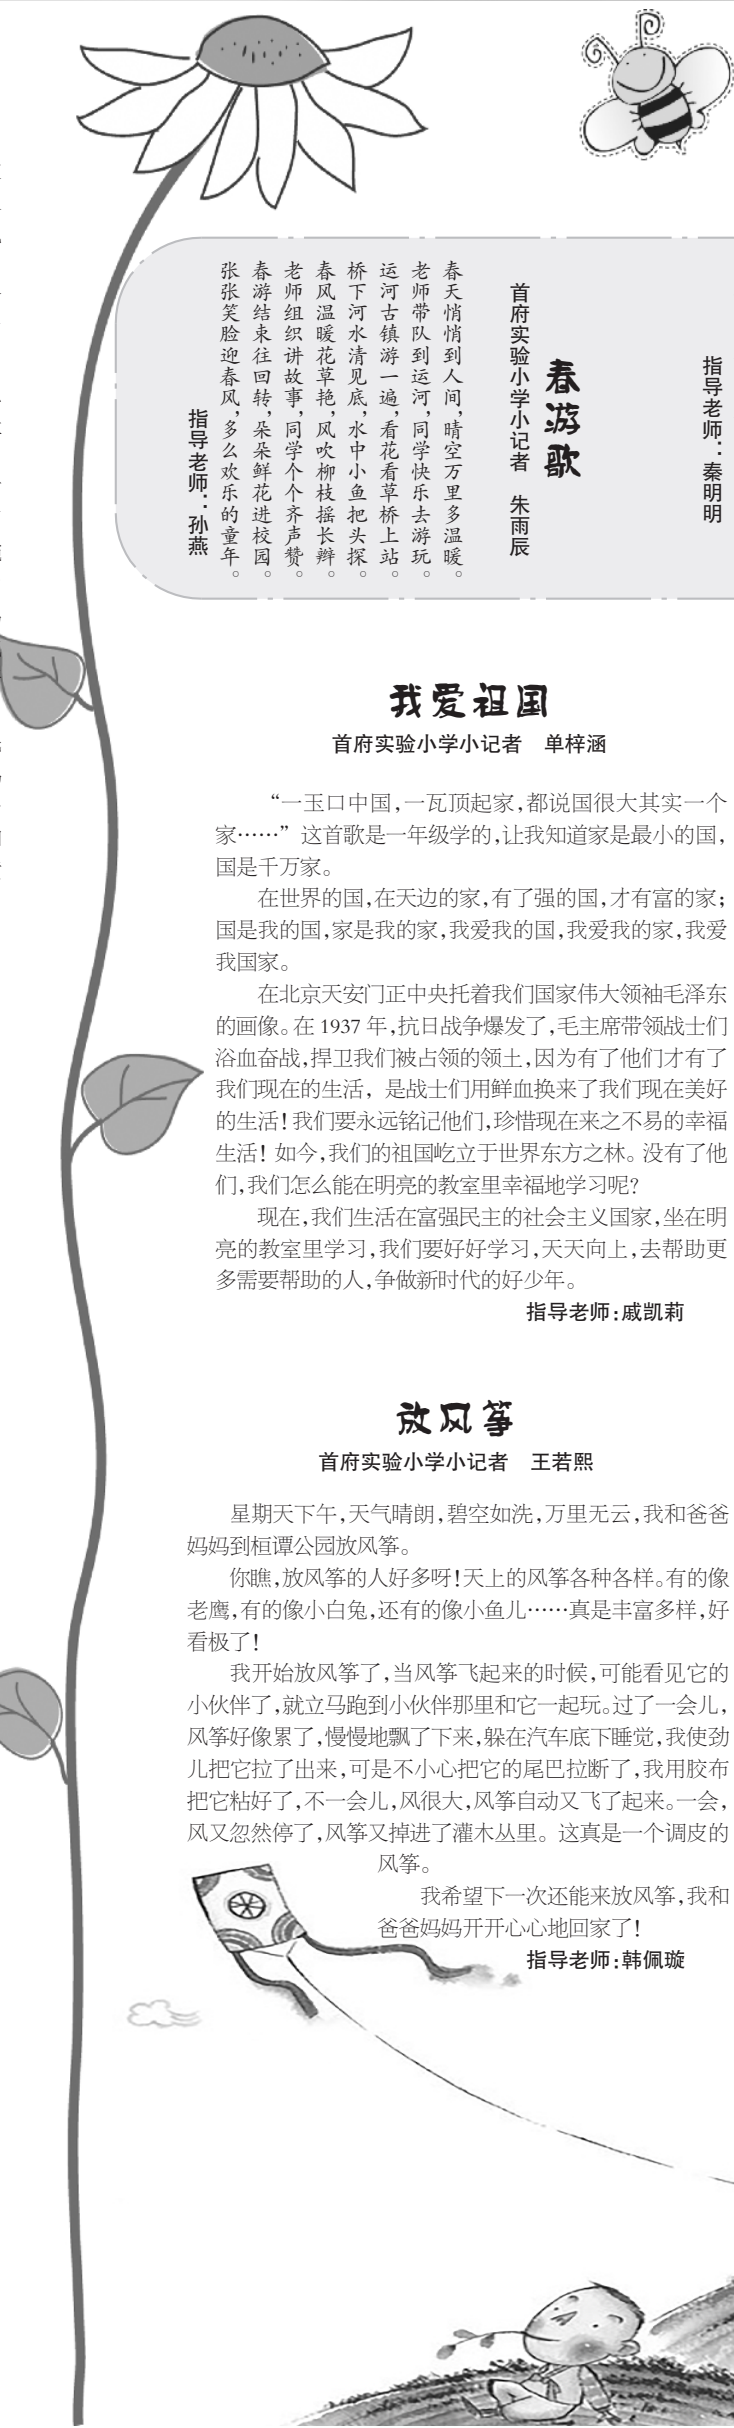 指导老师：秦明明
春游歌
首府实验小学小记者　朱雨辰
春天悄悄到人间，晴空万里多温暖。
老师带队到运河，同学快乐去游玩。
运河古镇游一遍，看花看草桥上站。
桥下河水清见底，水中小鱼把头探。
春风温暖花草艳，风吹柳枝摇长辫。
老师组织讲故事，同学个个齐声赞。
春游结束往回转，朵朵鲜花进校园。
张张笑脸迎春风，多么欢乐的童年。
指导老师：孙燕
我爱祖国
首府实验小学小记者　单梓涵
“一玉口中国，一瓦顶起家，都说国很大其实一个
家……”这首歌是一年级学的，让我知道家是最小的国，
国是千万家。
在世界的国，在天边的家，有了强的国，才有富的家；
国是我的国，家是我的家，我爱我的国，我爱我的家，我爱
我国家。
在北京天安门正中央托着我们国家伟大领袖毛泽东
的画像。在 1937 年，抗日战争爆发了，毛主席带领战士们
浴血奋战，捍卫我们被占领的领土，因为有了他们才有了
我们现在的生活，是战士们用鲜血换来了我们现在美好
的生活！我们要永远铭记他们，珍惜现在来之不易的幸福
生活！如今，我们的祖国屹立于世界东方之林。没有了他
们，我们怎么能在明亮的教室里幸福地学习呢？
现在，我们生活在富强民主的社会主义国家，坐在明
亮的教室里学习，我们要好好学习，天天向上，去帮助更
多需要帮助的人，争做新时代的好少年。
指导老师：戚凯莉
放风筝
首府实验小学小记者　王若熙
星期天下午，天气晴朗，碧空如洗，万里无云，我和爸爸
妈妈到桓谭公园放风筝。
你瞧，放风筝的人好多呀！天上的风筝各种各样。有的像
老鹰，有的像小白兔，还有的像小鱼儿……真是丰富多样，好
看极了！
我开始放风筝了，当风筝飞起来的时候，可能看见它的
小伙伴了，就立马跑到小伙伴那里和它一起玩。过了一会儿，
风筝好像累了，慢慢地飘了下来，躲在汽车底下睡觉，我使劲
儿把它拉了出来，可是不小心把它的尾巴拉断了，我用胶布
把它粘好了，不一会儿，风很大，风筝自动又飞了起来。一会，
风又忽然停了，风筝又掉进了灌木丛里。这真是一个调皮的
风筝。
我希望下一次还能来放风筝，我和
爸爸妈妈开开心心地回家了！
指导老师：韩佩璇